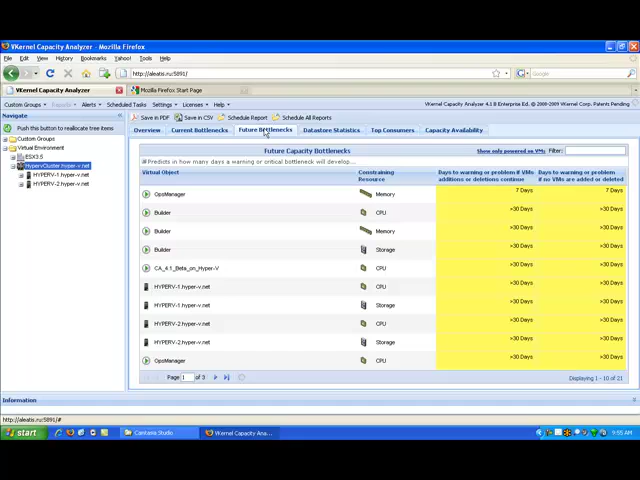 VKernel Capacity Analyzer - Mozilla Firefox
File Edit View History Bookmarks Yahoo! Tools Help
http://aleatis.ru:5891/
Google
VKernel Capacity Analyzer
Mozilla Firefox Start Page
Custom Groups Reports Alerts Scheduled Tasks Settings Licenses Help
VKernel Capacity Analyzer 4.1 B Enterprise Ed. © 2008-2009 VKernel Corp. Patents Pending
Navigate
Save in PDF Save in CSV Schedule Report Schedule All Reports
Push this button to reallocate tree items
Overview Current Bottlenecks Future Bottlenecks Datastore Statistics Top Consumers Capacity Availability
Custom Groups
Virtual Environment
ESX3.5
HypervCluster.hyper-v.net
HYPERV-1.hyper-v.net
HYPERV-2.hyper-v.net
Future Capacity Bottlenecks
Show only powered on VMs Filter:
Predicts in how many days a warning or critical bottleneck will develop...
Virtual Object Constraining Resource Days to warning or problem if VMs additions or deletions continue Days to warning or problem if no VMs are added or deleted
OpsManager Memory 7 Days 7 Days
Builder CPU >30 Days >30 Days
Builder Memory >30 Days >30 Days
Builder Storage >30 Days >30 Days
CA_4.1_Beta_on_Hyper-V CPU >30 Days >30 Days
HYPERV-1.hyper-v.net CPU >30 Days >30 Days
HYPERV-1.hyper-v.net Storage >30 Days >30 Days
HYPERV-2.hyper-v.net CPU >30 Days >30 Days
HYPERV-2.hyper-v.net Storage >30 Days >30 Days
OpsManager CPU >30 Days >30 Days
Page 1 of 3
Displaying 1 - 10 of 21
Information
http://aleatis.ru:5891/#
start
Camtasia Studio
VKernel Capacity Ana...
9:55 AM